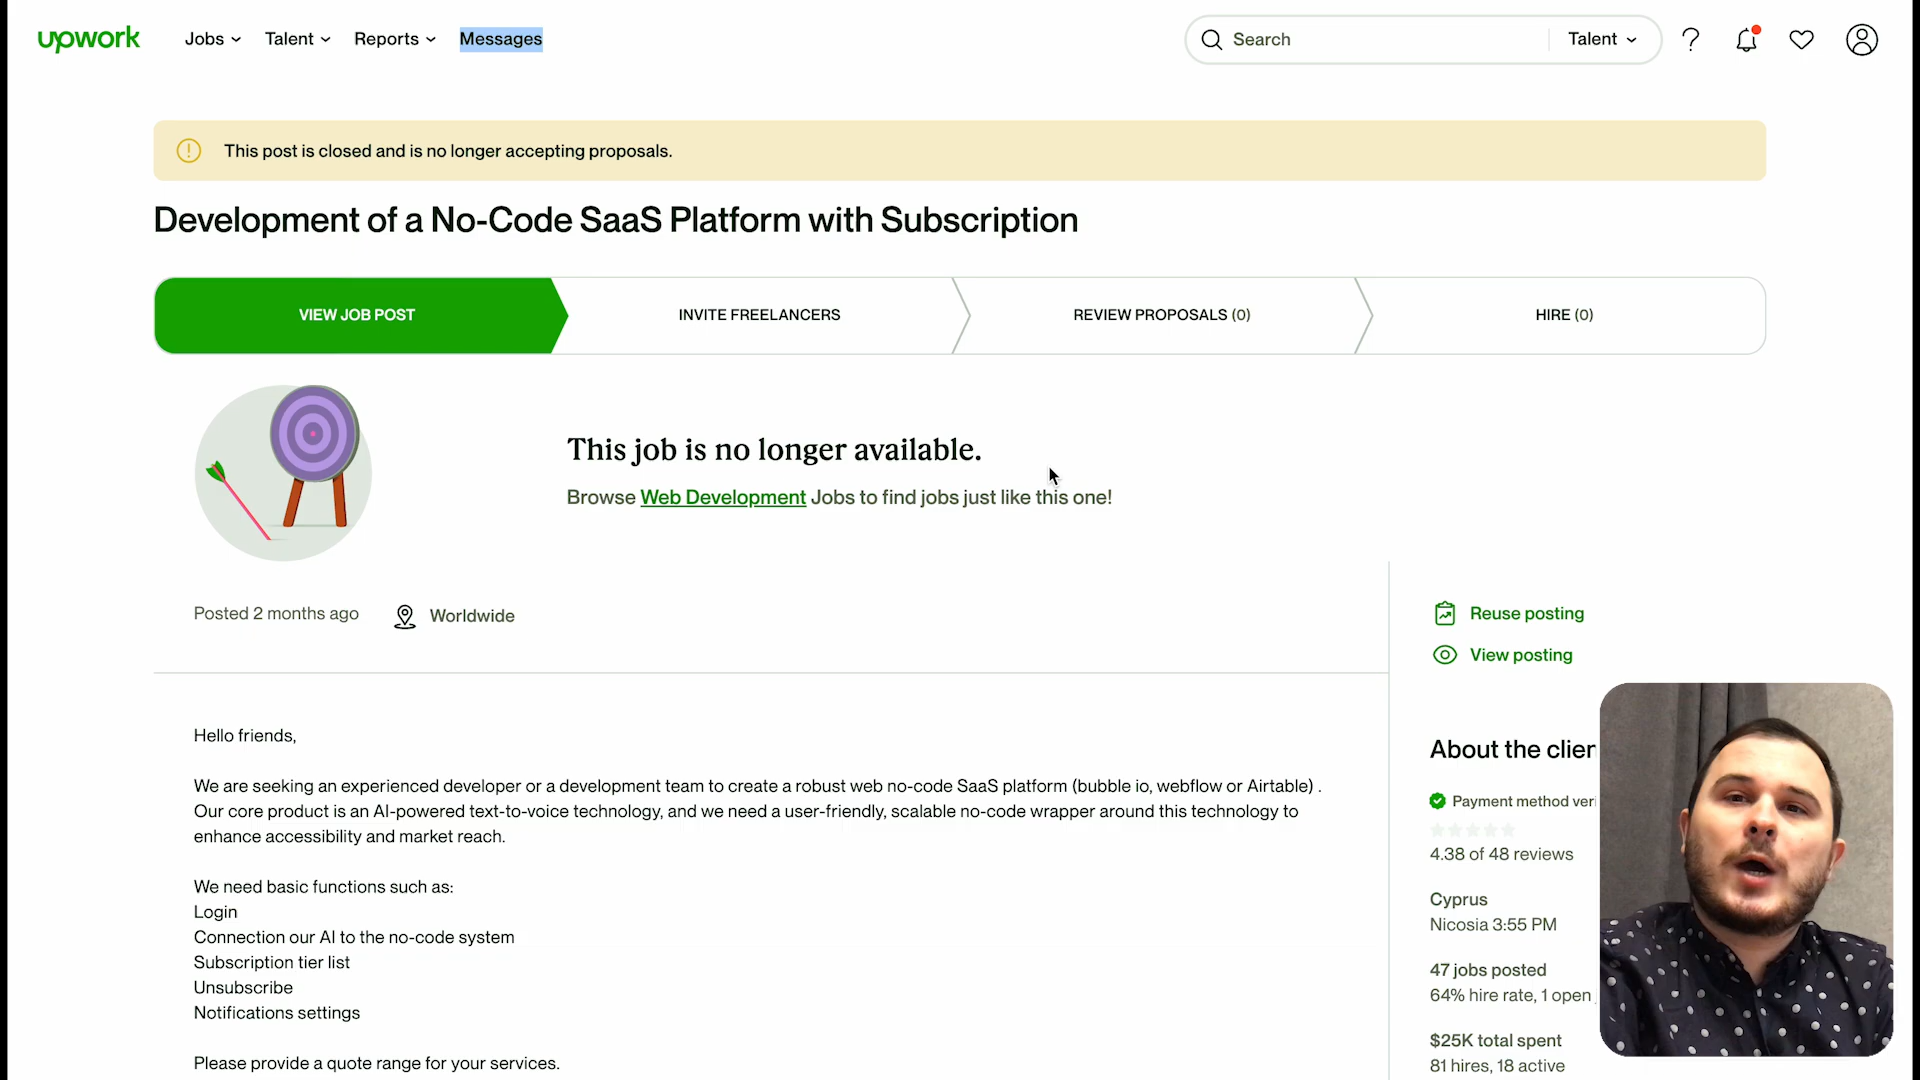 upwork
Jobs
Talent
Reports
Messages
Search
Talent
This post is closed and is no longer accepting proposals.
Development of a No-Code SaaS Platform with Subscription
VIEW JOB POST
INVITE FREELANCERS
REVIEW PROPOSALS (0)
HIRE (0)
This job is no longer available.
Browse Web Development Jobs to find jobs just like this one!
Posted 2 months ago
Worldwide
Reuse posting
View posting
Hello friends,
We are seeking an experienced developer or a development team to create a robust web no-code SaaS platform (bubble io, webflow or Airtable) .
Our core product is an AI-powered text-to-voice technology, and we need a user-friendly, scalable no-code wrapper around this technology to
enhance accessibility and market reach.
We need basic functions such as:
Login
Connection our AI to the no-code system
Subscription tier list
Unsubscribe
Notifications settings
Please provide a quote range for your services.
About the clien
Payment method veri
4.38 of 48 reviews
Cyprus
Nicosia 3:55 PM
47 jobs posted
64% hire rate, 1 open
$25K total spent
81 hires, 18 active